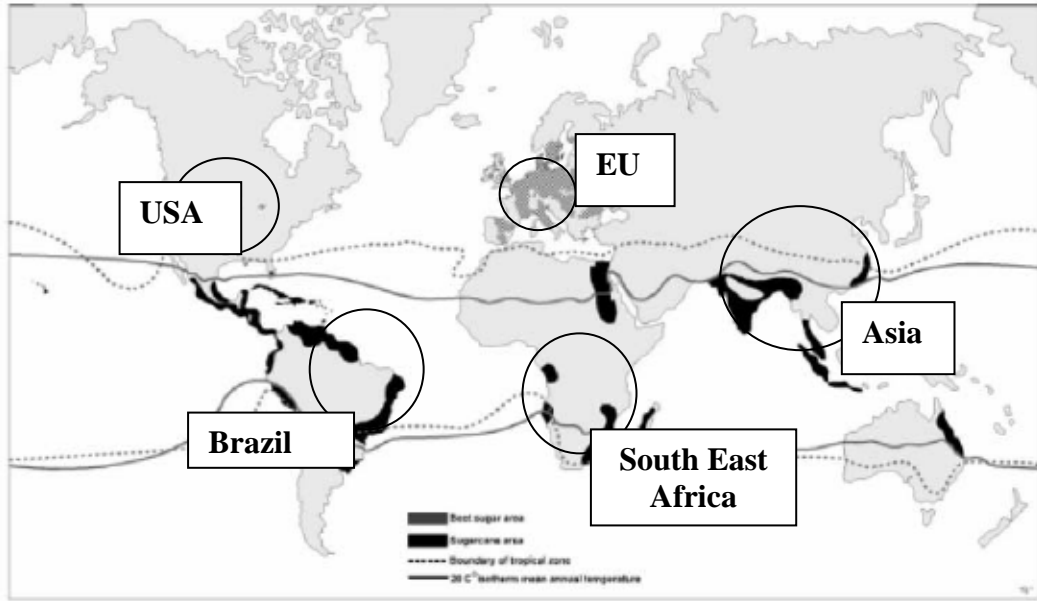 EU
USA
Asia
Brazil
South East
Africa
Beet sugar area
Sugarcane area
Boundary of tropical zone
20 C° isotherms mean annual temperature